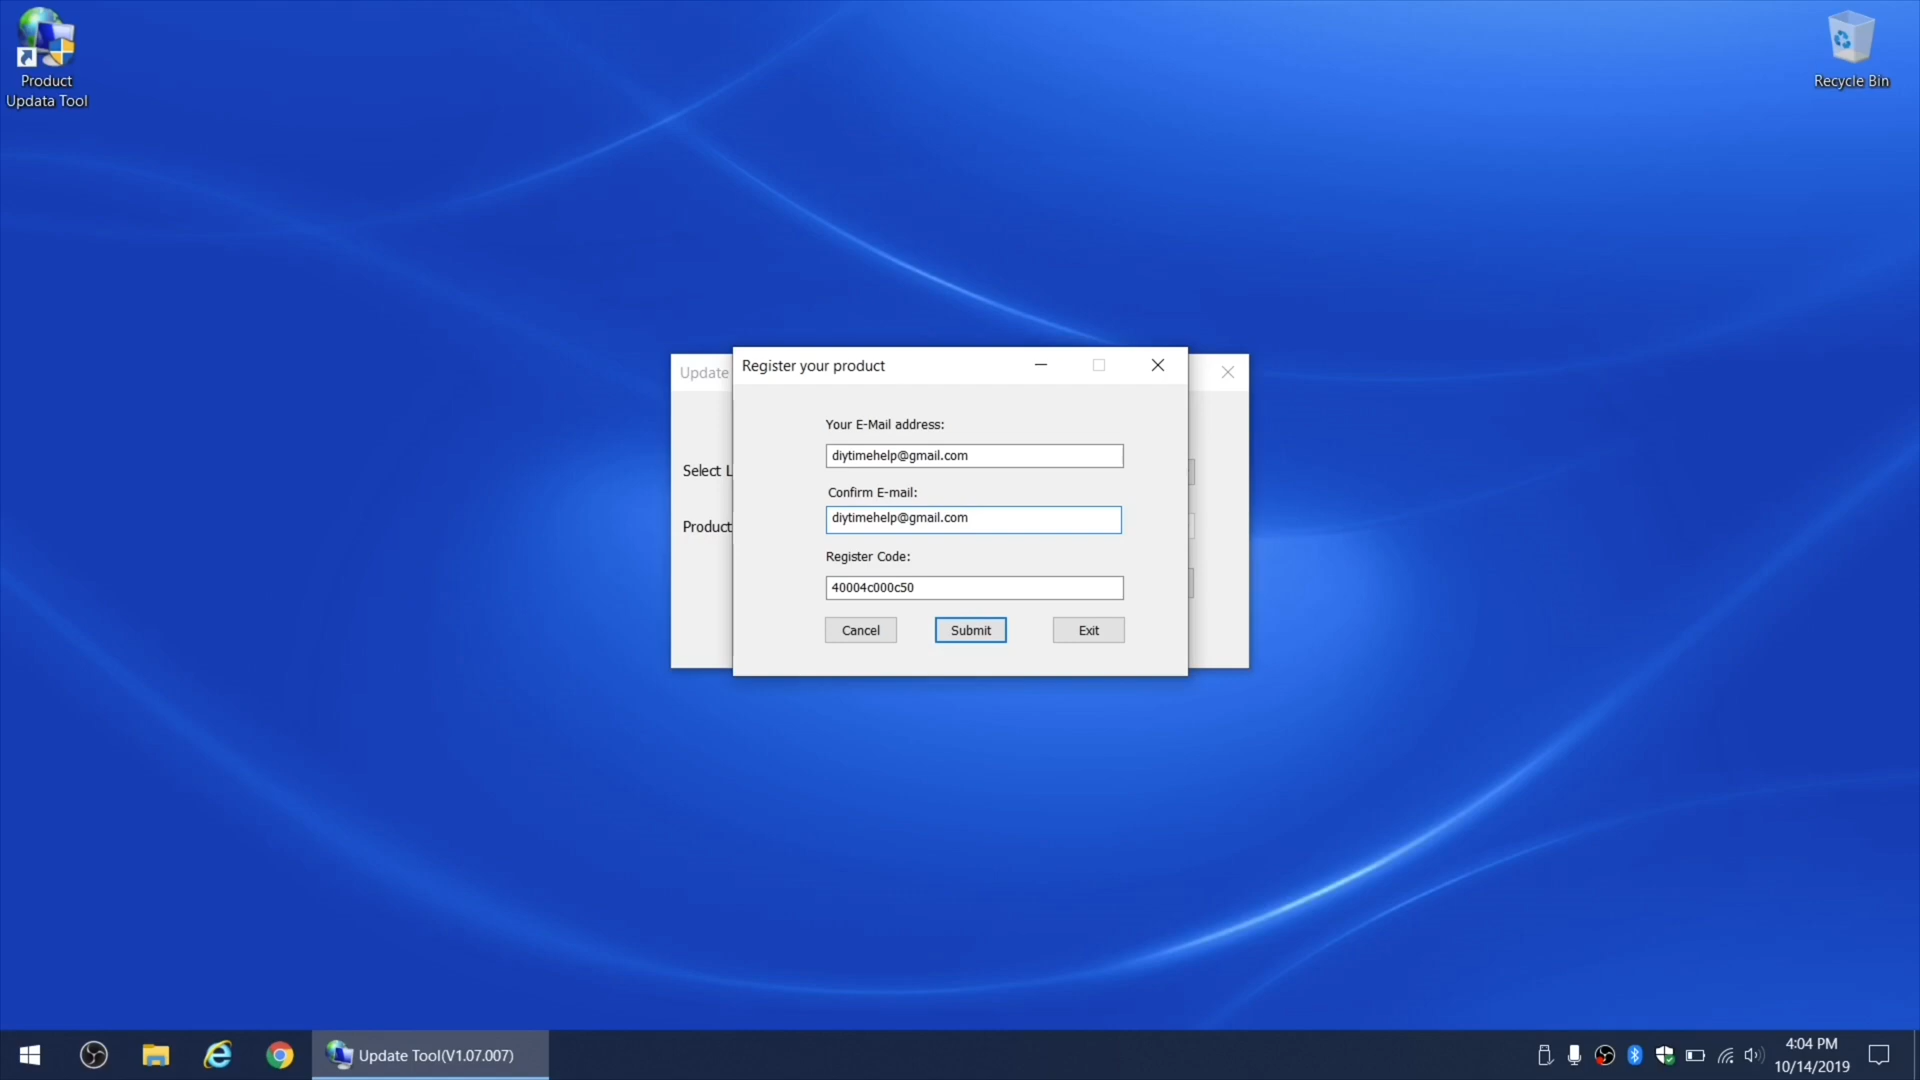 Product
Updata Tool
Recycle Bin
Update
Register your product
Your E-Mail address:
diytimehelp@gmail.com
Confirm E-mail:
Select L
diytimehelp@gmail.com
Product
Register Code:
40004c000c50
Cancel
Submit
Exit
Update Tool(V1.07.007)
4:04 PM
10/14/2019